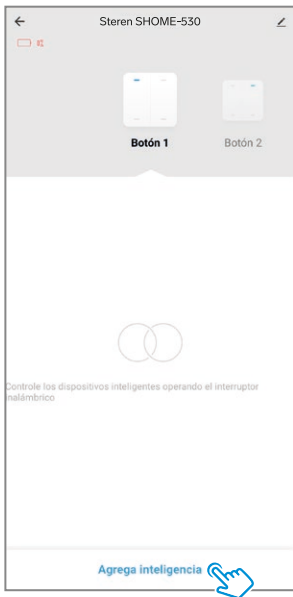 Steren SHOME-530
Botón 1
Botón 2
Controle los dispositivos inteligentes operando el interruptor
inalámbrico
Agrega inteligencia